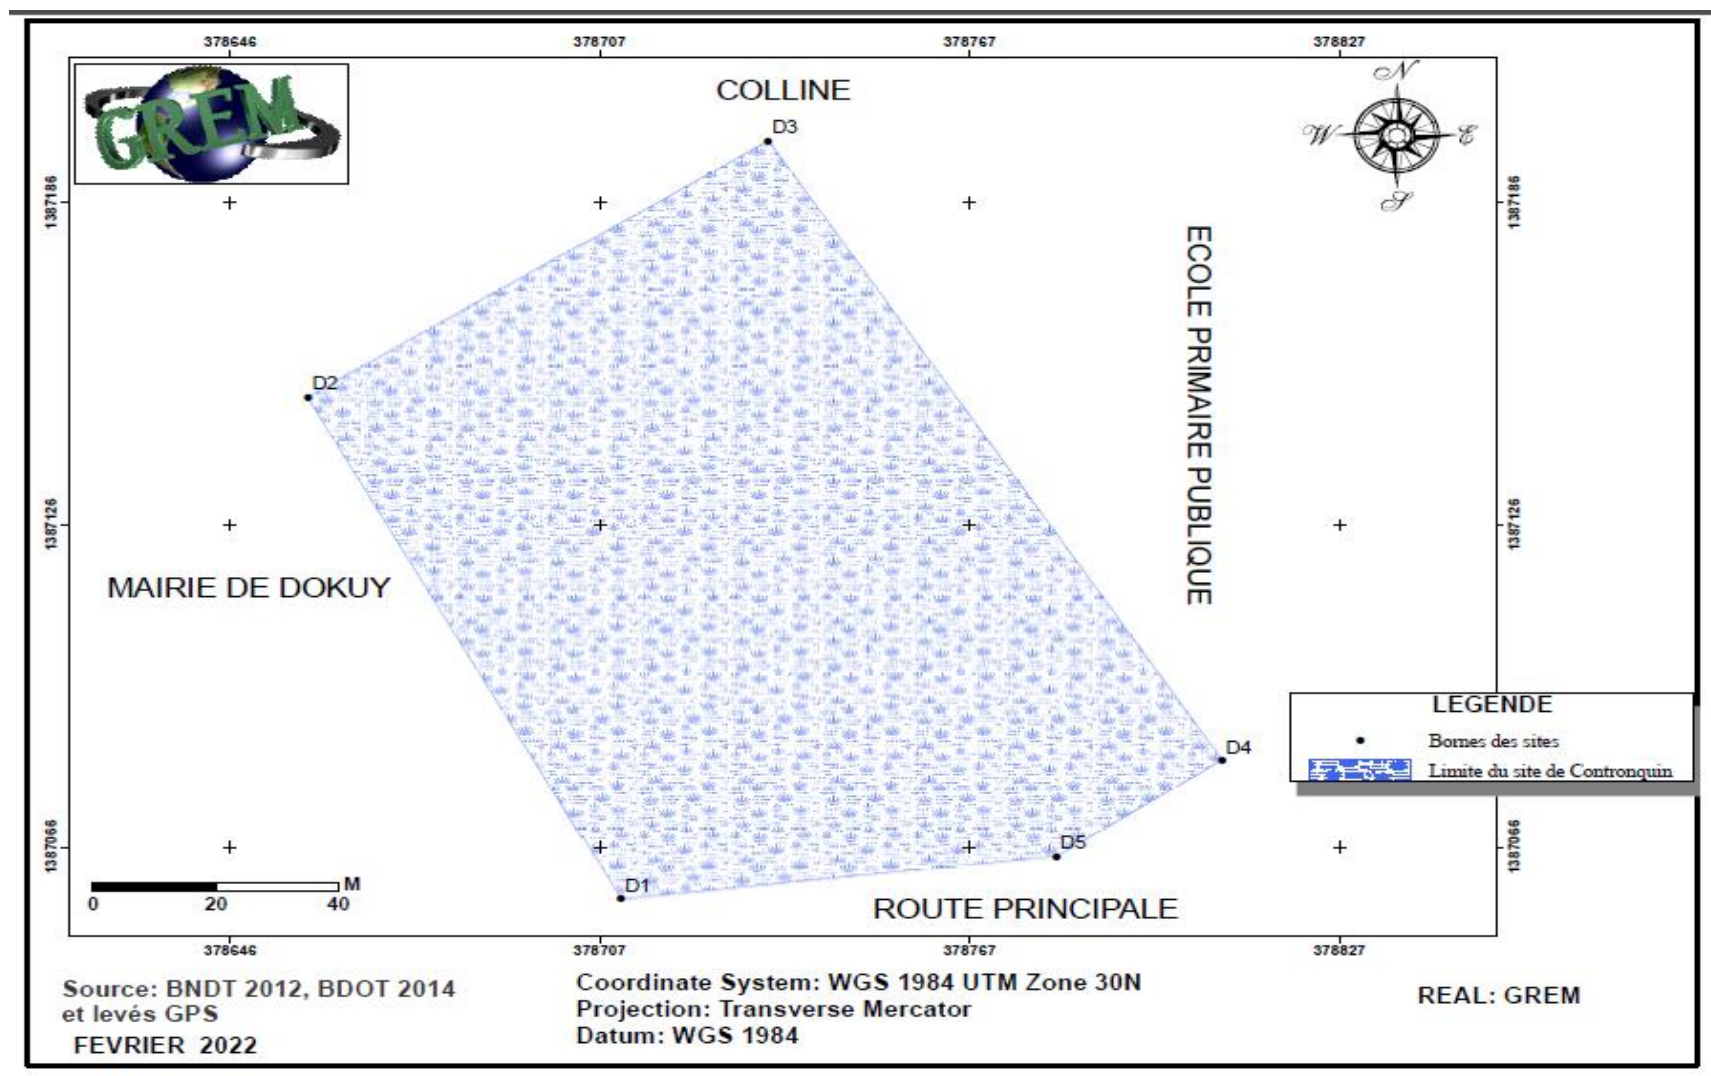 378646 378707 378767 378827
GREM
COLLINE
N
W E
S
D3
1387186 1387186
ECOLE PRIMAIRE PUBLIQUE
D2
1387126 1387126
MAIRIE DE DOKUY
LEGENDE
Bornes des sites
Limite du site de Contronquin
D4
D5
1387066 1387066
D1
M
0 20 40
ROUTE PRINCIPALE
378646 378707 378767 378827
Source: BNDT 2012, BDOT 2014
et levés GPS
FEVRIER 2022
Coordinate System: WGS 1984 UTM Zone 30N
Projection: Transverse Mercator
Datum: WGS 1984
REAL: GREM